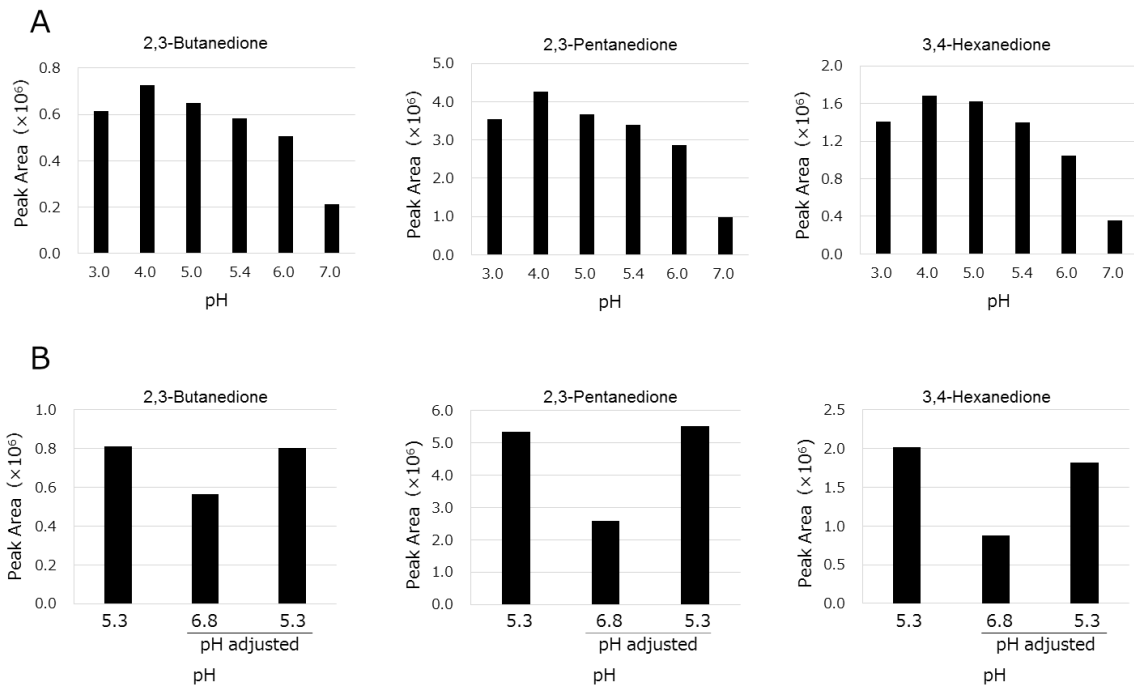 A
2,3-Butanedione
Peak Area (×10⁶)
0.8
0.6
0.4
0.2
0.0
3.0 4.0 5.0 5.4 6.0 7.0
pH
2,3-Pentanedione
Peak Area (×10⁶)
5.0
4.0
3.0
2.0
1.0
0.0
3.0 4.0 5.0 5.4 6.0 7.0
pH
3,4-Hexanedione
Peak Area (×10⁶)
2.0
1.6
1.2
0.8
0.4
0.0
3.0 4.0 5.0 5.4 6.0 7.0
pH
B
2,3-Butanedione
Peak Area (×10⁶)
1.0
0.8
0.6
0.4
0.2
0.0
5.3 6.8 5.3
pH adjusted
pH
2,3-Pentanedione
Peak Area (×10⁶)
6.0
5.0
4.0
3.0
2.0
1.0
0.0
5.3 6.8 5.3
pH adjusted
pH
3,4-Hexanedione
Peak Area (×10⁶)
2.5
2.0
1.5
1.0
0.5
0.0
5.3 6.8 5.3
pH adjusted
pH